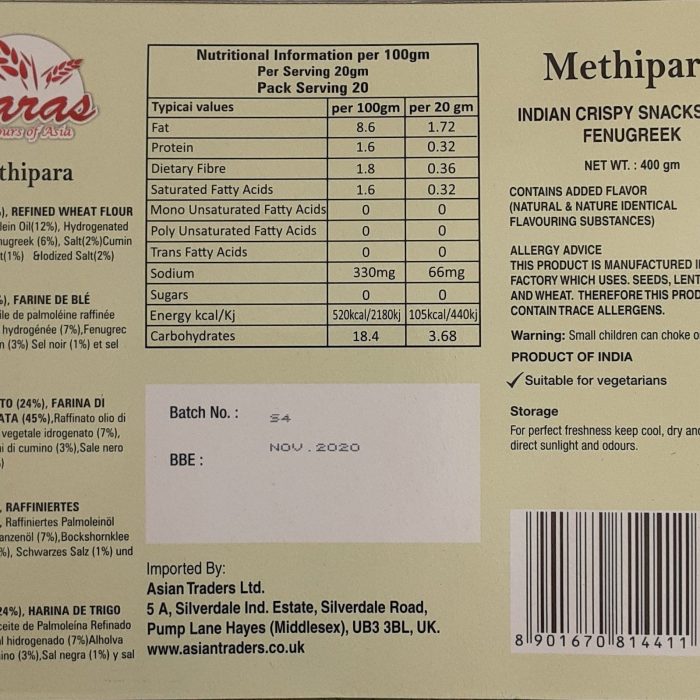 aras
ours of Asia
thipara
), REFINED WHEAT FLOUR
lein Oil(12%), Hydrogenated
nugreek (6%), Salt(2%)Cumin
t(1%) &Iodized Salt(2%)
%), FARINE DE BLÉ
ile de palmoléine raffinée
hydrogénée (7%),Fenugrec
n (3%) Sel noir (1%) et sel
TO (24%), FARINA DI
ATA (45%),Raffinato olio di
vegetale idrogenato (7%),
i di cumino (3%),Sale nero
)
, RAFFINIERTES
, Raffiniertes Palmoleinöl
anzenöl (7%),Bockshornklee
%), Schwarzes Salz (1%) und
24%), HARINA DE TRIGO
ceite de Palmoleína Refinado
l hidrogenado (7%)Alholva
ino (3%),Sal negra (1%) y sal
Nutritional Information per 100gm
Per Serving 20gm
Pack Serving 20
Typical values per 100gm per 20 gm
Fat 8.6 1.72
Protein 1.6 0.32
Dietary Fibre 1.8 0.36
Saturated Fatty Acids 1.6 0.32
Mono Unsaturated Fatty Acids 0 0
Poly Unsaturated Fatty Acids 0 0
Trans Fatty Acids 0 0
Sodium 330mg 66mg
Sugars 0 0
Energy kcal/Kj 520kcal/2180kj 105kcal/440kj
Carbohydrates 18.4 3.68
Batch No. : S4
NOV.2020
BBE :
Imported By:
Asian Traders Ltd.
5 A, Silverdale Ind. Estate, Silverdale Road,
Pump Lane Hayes (Middlesex), UB3 3BL, UK.
www.asiantraders.co.uk
Methipar
INDIAN CRISPY SNACKS
FENUGREEK
NET WT. : 400 gm
CONTAINS ADDED FLAVOR
(NATURAL & NATURE IDENTICAL
FLAVOURING SUBSTANCES)
ALLERGY ADVICE
THIS PRODUCT IS MANUFACTURED I
FACTORY WHICH USES. SEEDS, LENT
AND WHEAT. THEREFORE THIS PROD
CONTAIN TRACE ALLERGENS.
Warning: Small children can choke o
PRODUCT OF INDIA
✓ Suitable for vegetarians
Storage
For perfect freshness keep cool, dry and
direct sunlight and odours.
8 901670 814411